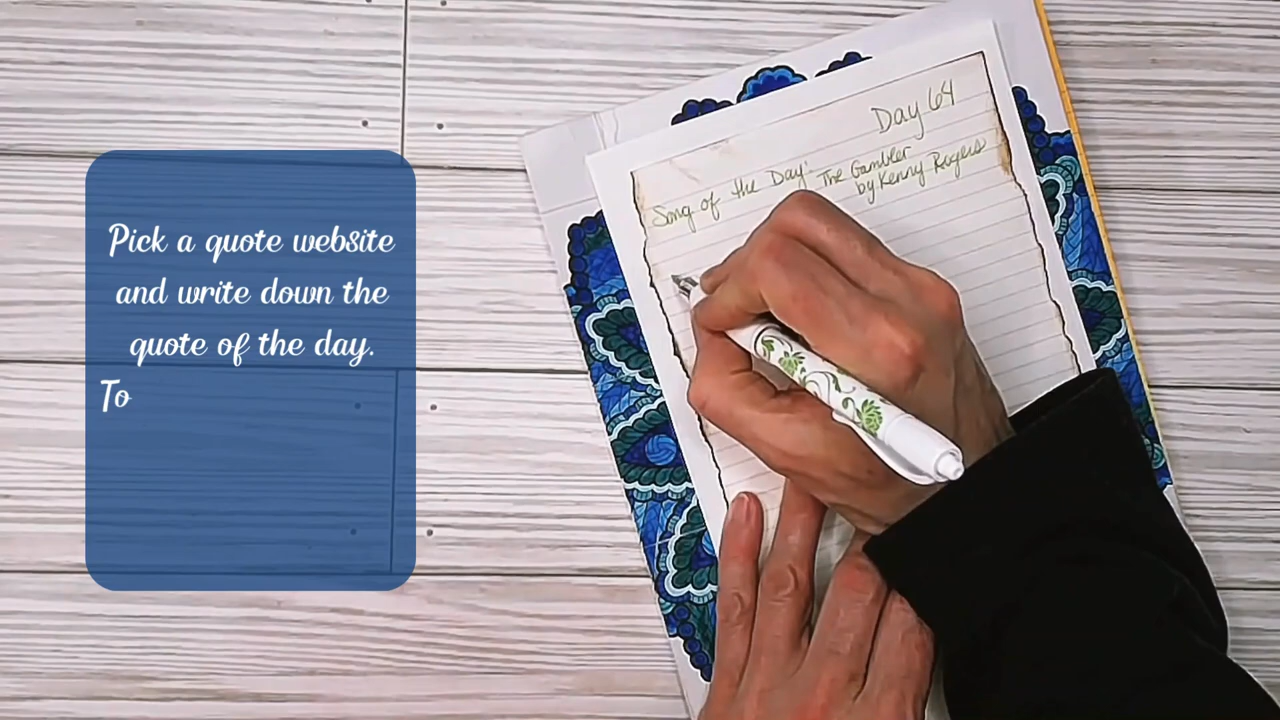 Pick a quote website
and write down the
quote of the day.
To
Day 64
Song of the Day: The Gambler
by Kenny Rogers